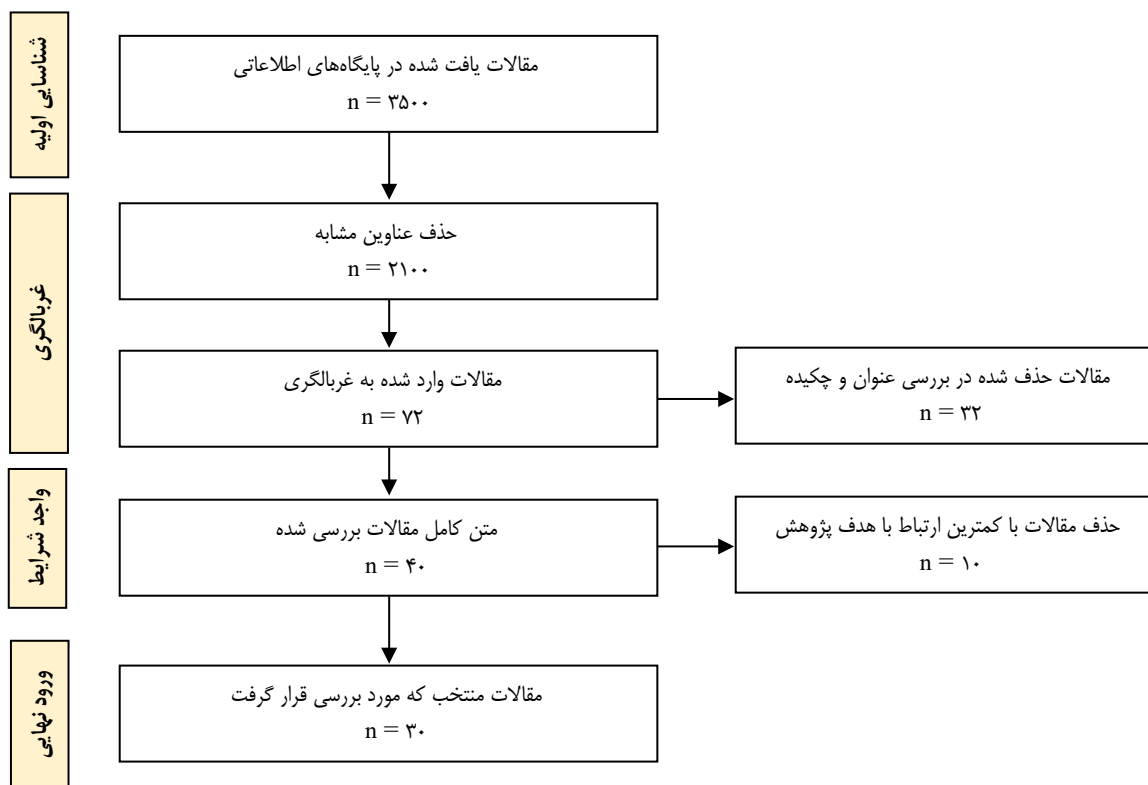 شناسایی اولیه
مقالات یافت شده در پایگاه‌های اطلاعاتی
n = ۳۵۰۰
غربالگری
حذف عناوین مشابه
n = ۲۱۰۰
مقالات وارد شده به غربالگری
n = ۷۲
مقالات حذف شده در بررسی عنوان و چکیده
n = ۳۲
واجد شرایط
متن کامل مقالات بررسی شده
n = ۴۰
حذف مقالات با کمترین ارتباط با هدف پژوهش
n = ۱۰
ورود نهایی
مقالات منتخب که مورد بررسی قرار گرفت
n = ۳۰